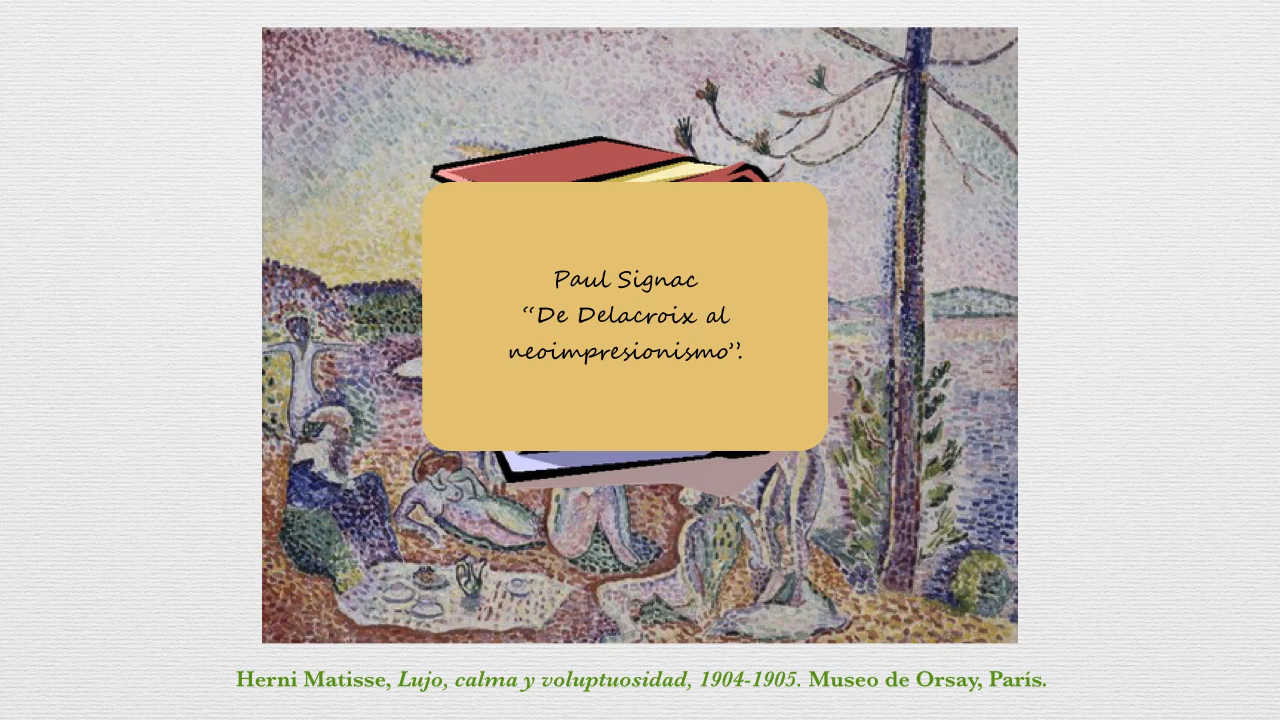 Paul Signac
“De Delacroix al
neoimpresionismo”.
Herni Matisse, Lujo, calma y voluptuosidad, 1904-1905. Museo de Orsay, París.